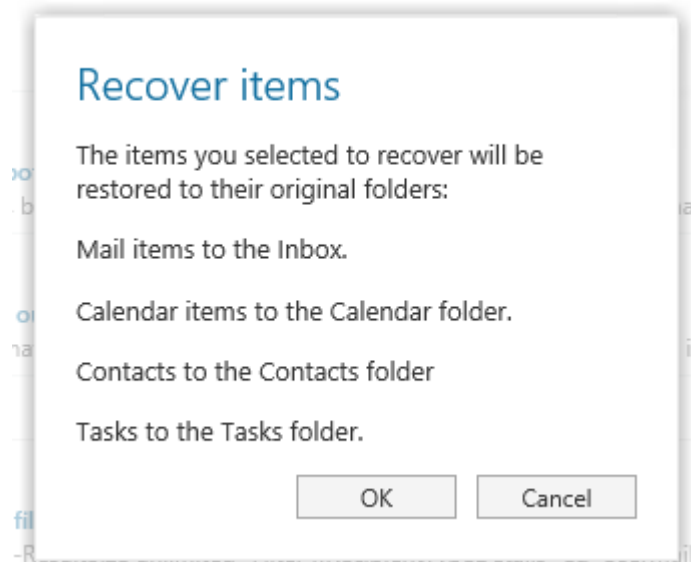 Recover items
The items you selected to recover will be
restored to their original folders:
Mail items to the Inbox.
Calendar items to the Calendar folder.
Contacts to the Contacts folder
Tasks to the Tasks folder.
OK Cancel